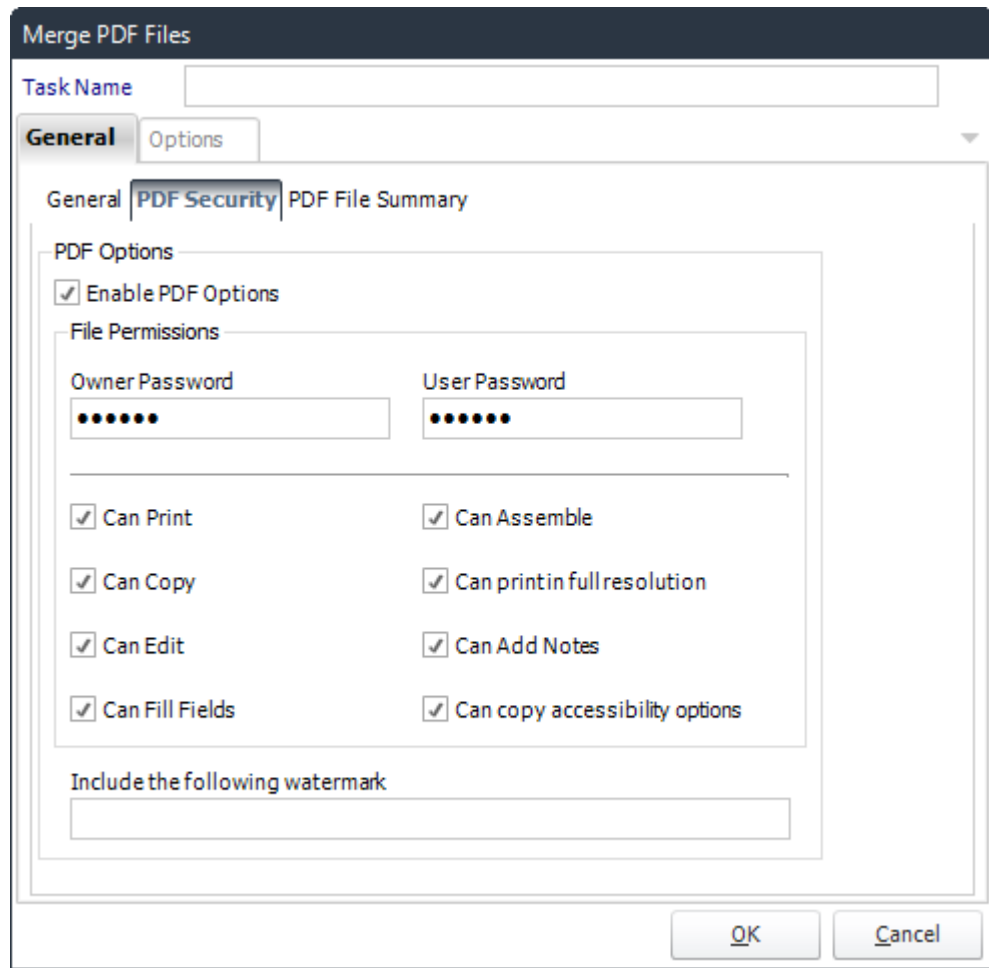 Merge PDF Files
Task Name
General Options
General PDF Security PDF File Summary
PDF Options
Enable PDF Options
File Permissions
Owner Password User Password
•••••• ••••••
Can Print Can Assemble
Can Copy Can print in full resolution
Can Edit Can Add Notes
Can Fill Fields Can copy accessibility options
Include the following watermark
OK Cancel